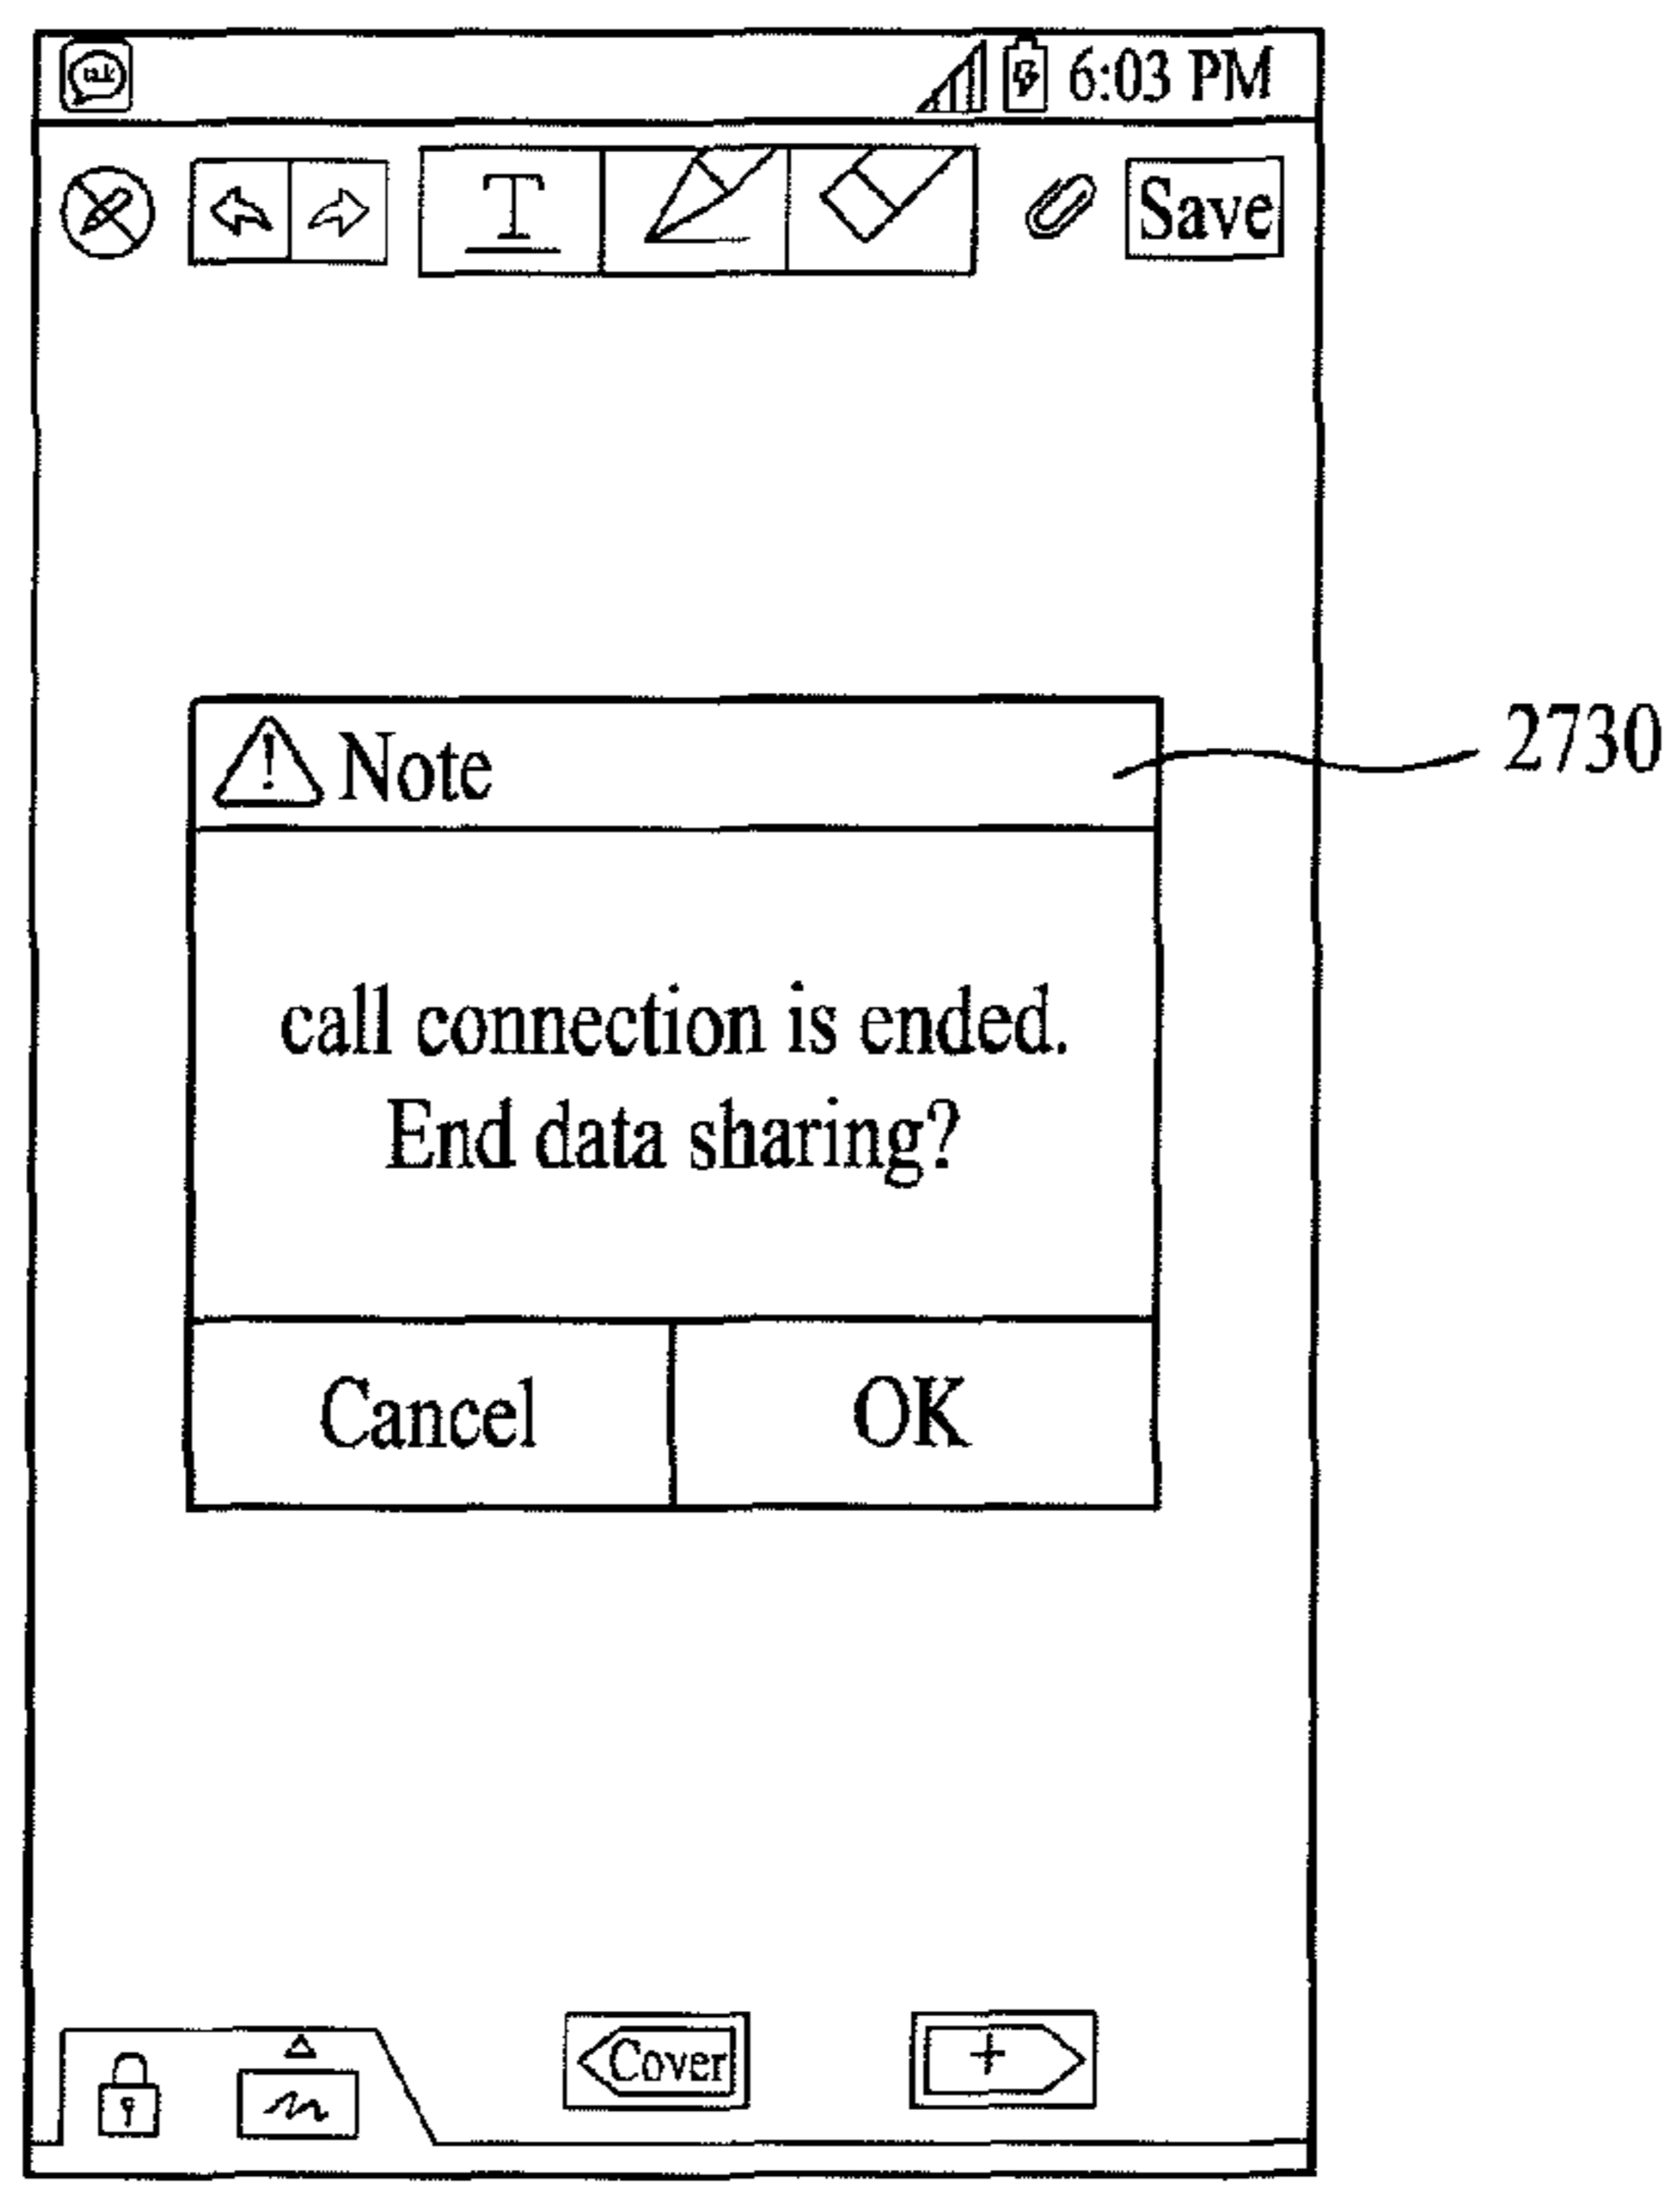 6:03 PM
T
Save
Note
2730
call connection is ended.
End data sharing?
Cancel
OK
Cover
+